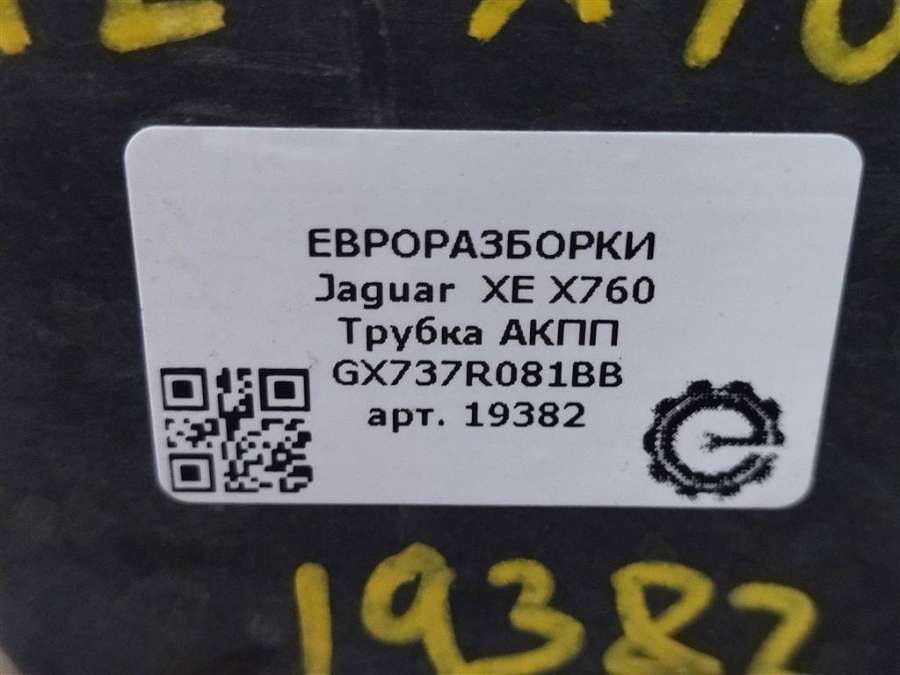 ЕВРОРАЗБОРКИ
Jaguar XE X760
Трубка АКПП
GX737R081BB
арт. 19382
19382